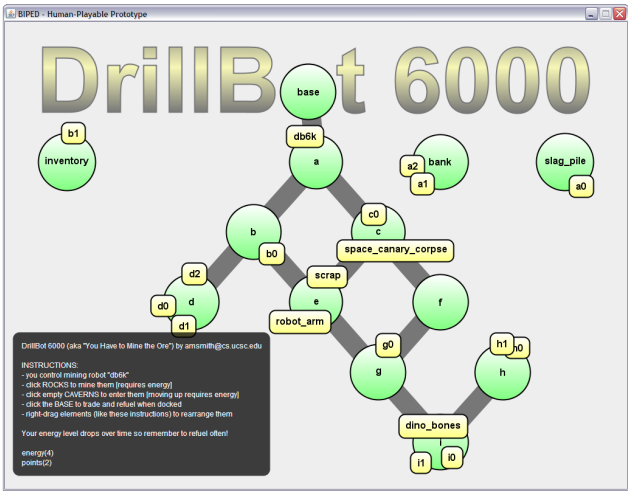 BIPED - Human-Playable Prototype
DrillBot 6000
base
db6k
a
b1
inventory
a2
bank
a1
slag_pile
a0
c0
b
c
b0
space_canary_corpse
d2
scrap
d0
d
e
f
d1
robot_arm
g0
h1
h0
g
h
dino_bones
i
i1
i0
DrillBot 6000 (aka "You Have to Mine the Ore") by amsmith@cs.ucsc.edu
INSTRUCTIONS:
- you control mining robot "db6k"
- click ROCKS to mine them [requires energy]
- click empty CAVERNS to enter them [moving up requires energy]
- click the BASE to trade and refuel when docked
- right-drag elements (like these instructions) to rearrange them
Your energy level drops over time so remember to refuel often!
energy(4)
points(2)